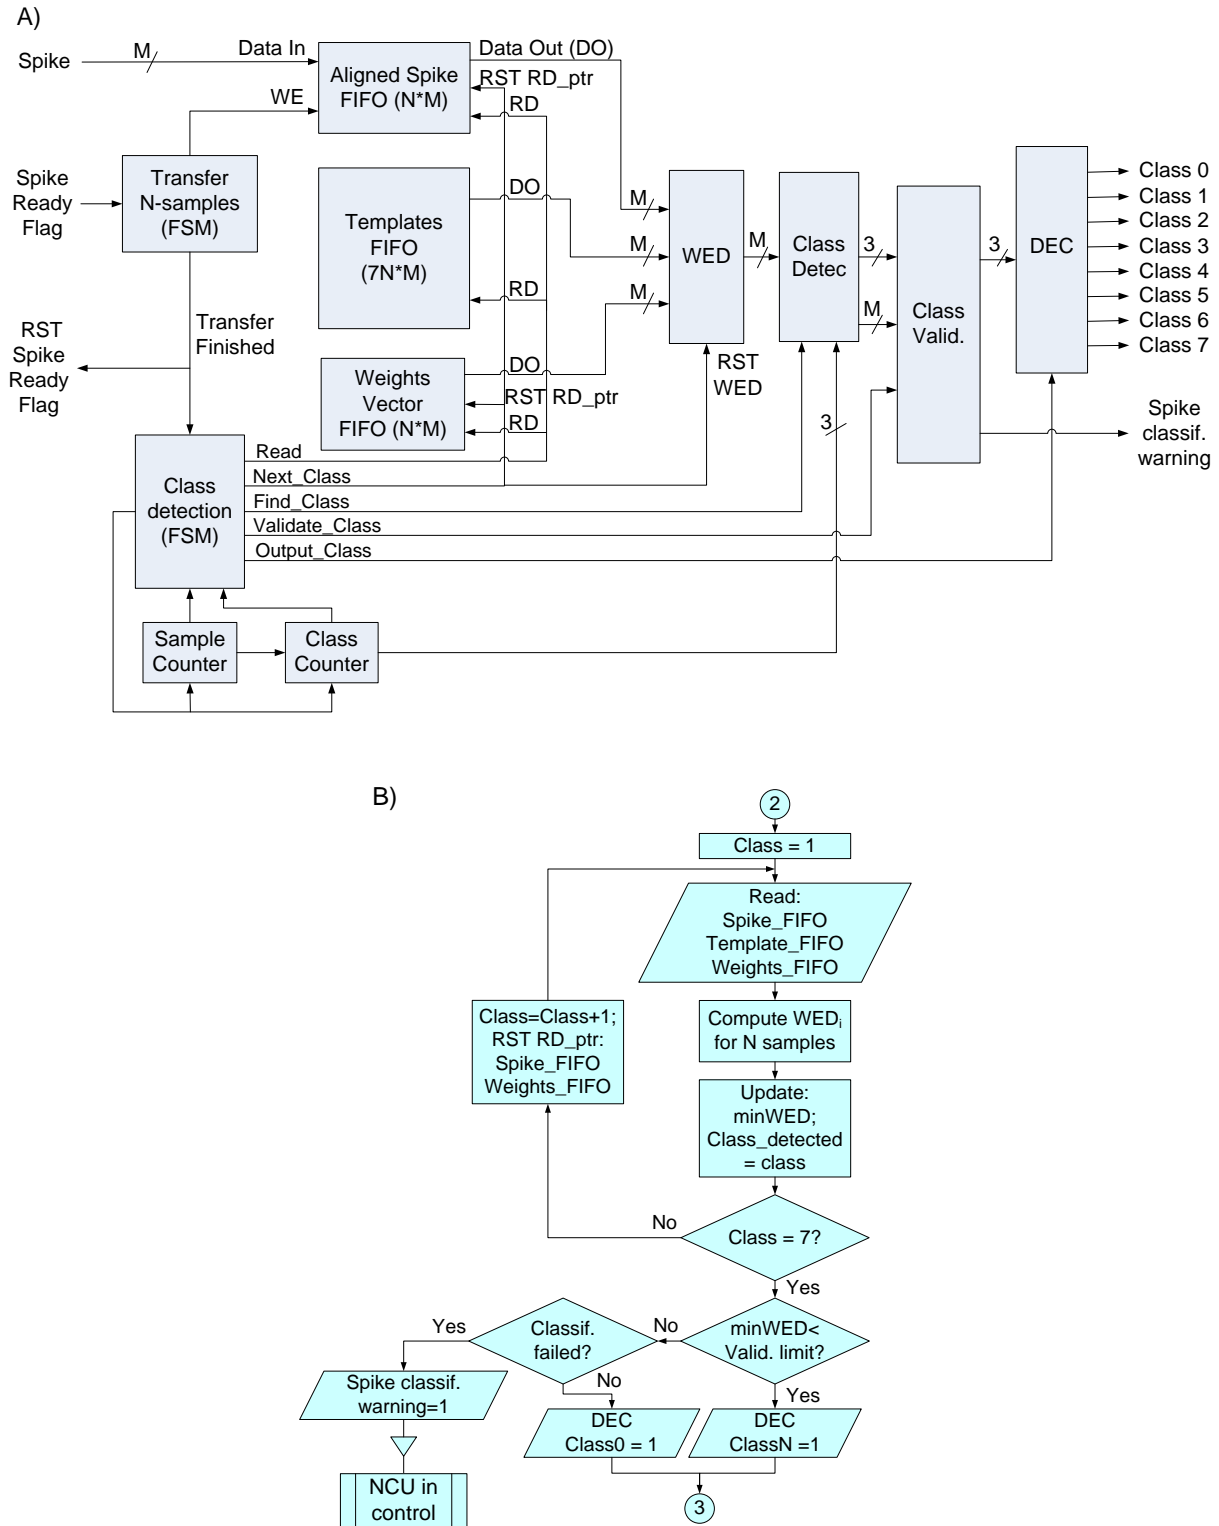 A)
Spike
M
Data In
Aligned Spike
FIFO (N*M)
Data Out (DO)
RST RD_ptr
RD
WE
Spike
Ready
Flag
Transfer
N-samples
(FSM)
Templates
FIFO
(7N*M)
DO
RD
M
M
M
WED
M
Class
Detec
3
M
Class
Valid.
3
DEC
Class 0
Class 1
Class 2
Class 3
Class 4
Class 5
Class 6
Class 7
RST
Spike
Ready
Flag
Transfer
Finished
Weights
Vector
FIFO (N*M)
DO
RST RD_ptr
RD
RST
WED
3
Spike
classif.
warning
Class
detection
(FSM)
Read
Next_Class
Find_Class
Validate_Class
Output_Class
Sample
Counter
Class
Counter
B)
2
Class = 1
Read:
Spike_FIFO
Template_FIFO
Weights_FIFO
Class=Class+1;
RST RD_ptr:
Spike_FIFO
Weights_FIFO
Compute WEDi
for N samples
Update:
minWED;
Class_detected
= class
No
Class = 7?
Yes
Yes
Classif.
failed?
No
minWED<
Valid. limit?
Spike classif.
warning=1
No
Yes
DEC
Class0 = 1
DEC
ClassN =1
NCU in
control
3